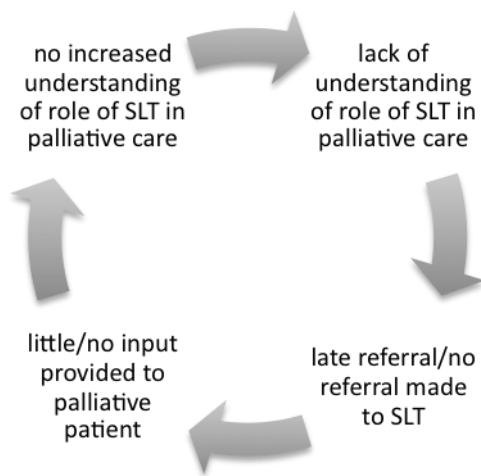 no increased
understanding
of role of SLT in
palliative care
lack of
understanding
of role of SLT in
palliative care
late referral/no
referral made
to SLT
little/no input
provided to
palliative
patient